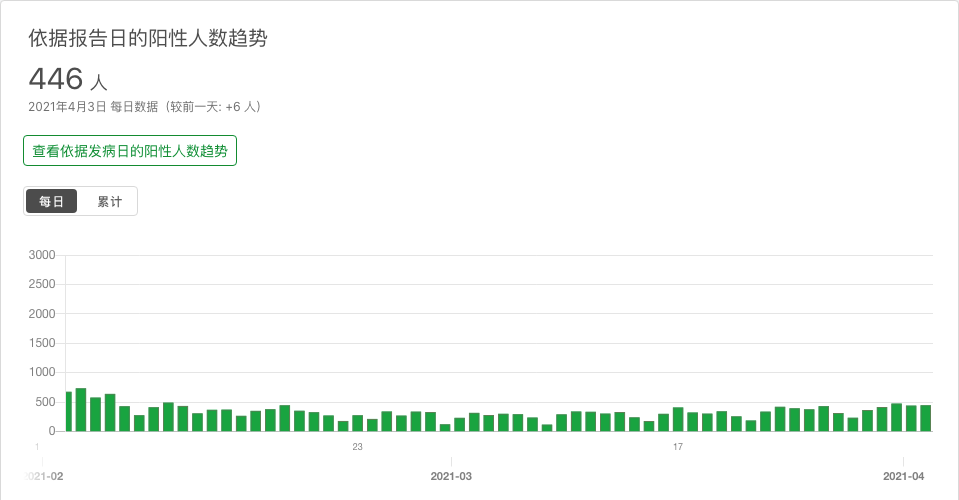 依据报告日的阳性人数趋势
446 人
2021年4月3日 每日数据（较前一天: +6 人）
查看依据发病日的阳性人数趋势
每日 累计
3000
2500
2000
1500
1000
500
0
1 23 17
2021-02 2021-03 2021-04